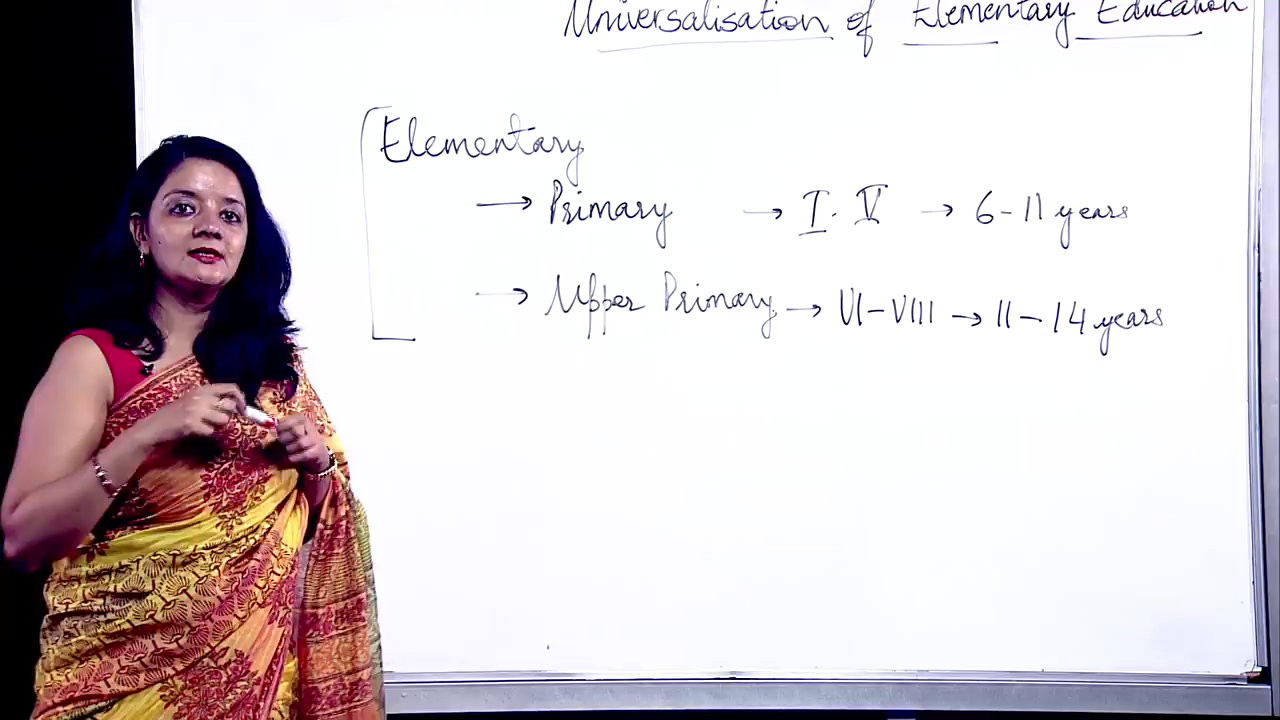 Universalisation of Elementary Education
Elementary
→ Primary → I - V → 6 - 11 years
→ Upper Primary → VI - VIII → 11 - 14 years